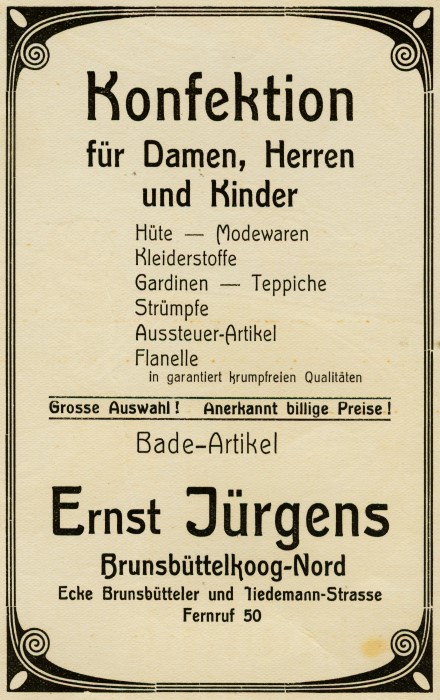 Konfektion
für Damen, Herren
und Kinder
Hüte — Modewaren
Kleiderstoffe
Gardinen — Teppiche
Strümpfe
Aussteuer-Artikel
Flanelle
in garantiert krumpfreien Qualitäten
Grosse Auswahl! Anerkannt billige Preise!
Bade-Artikel
Ernst Jürgens
Brunsbüttelkoog-Nord
Ecke Brunsbütteler und Tiedemann-Strasse
Fernruf 50